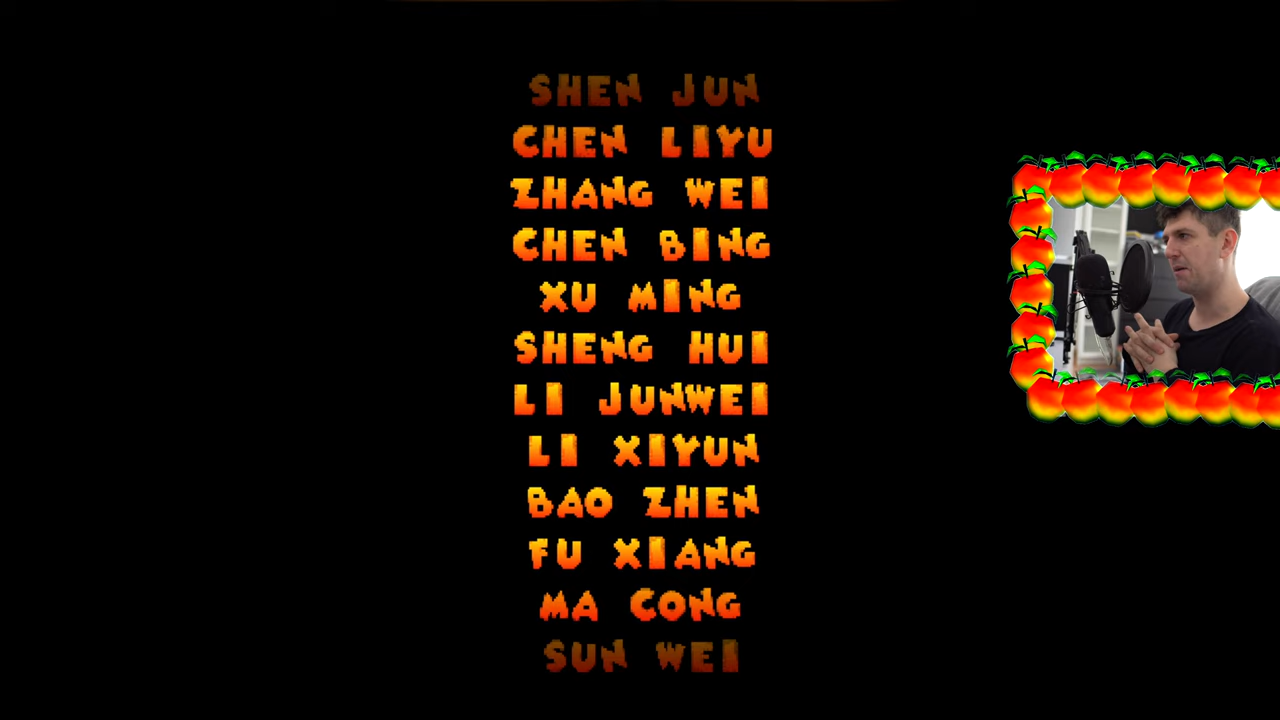 SHEN JUN
CHEN LIYU
ZHANG WEI
CHEN BING
XU MING
SHENG HUI
LI JUNWEI
LI XIYUN
BAO ZHEN
FU XIANG
MA CONG
SUN WEI